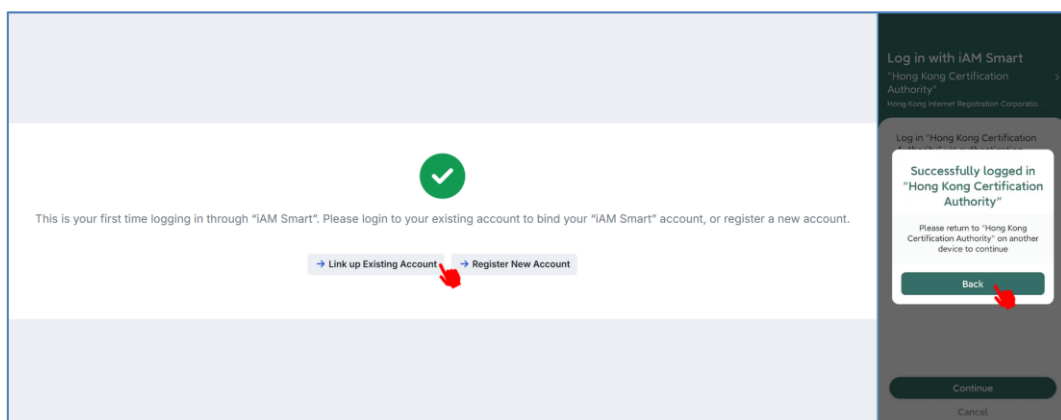 This is your first time logging in through “iAM Smart”. Please login to your existing account to bind your “iAM Smart” account, or register a new account.
→ Link up Existing Account
→ Register New Account
Log in with iAM Smart
"Hong Kong Certification
Authority"
Hong Kong Internet Registration Corporatio...
Log in "Hong Kong Certification
Successfully logged in
"Hong Kong Certification
Authority"
Please return to "Hong Kong
Certification Authority" on another
device to continue
Back
Continue
Cancel